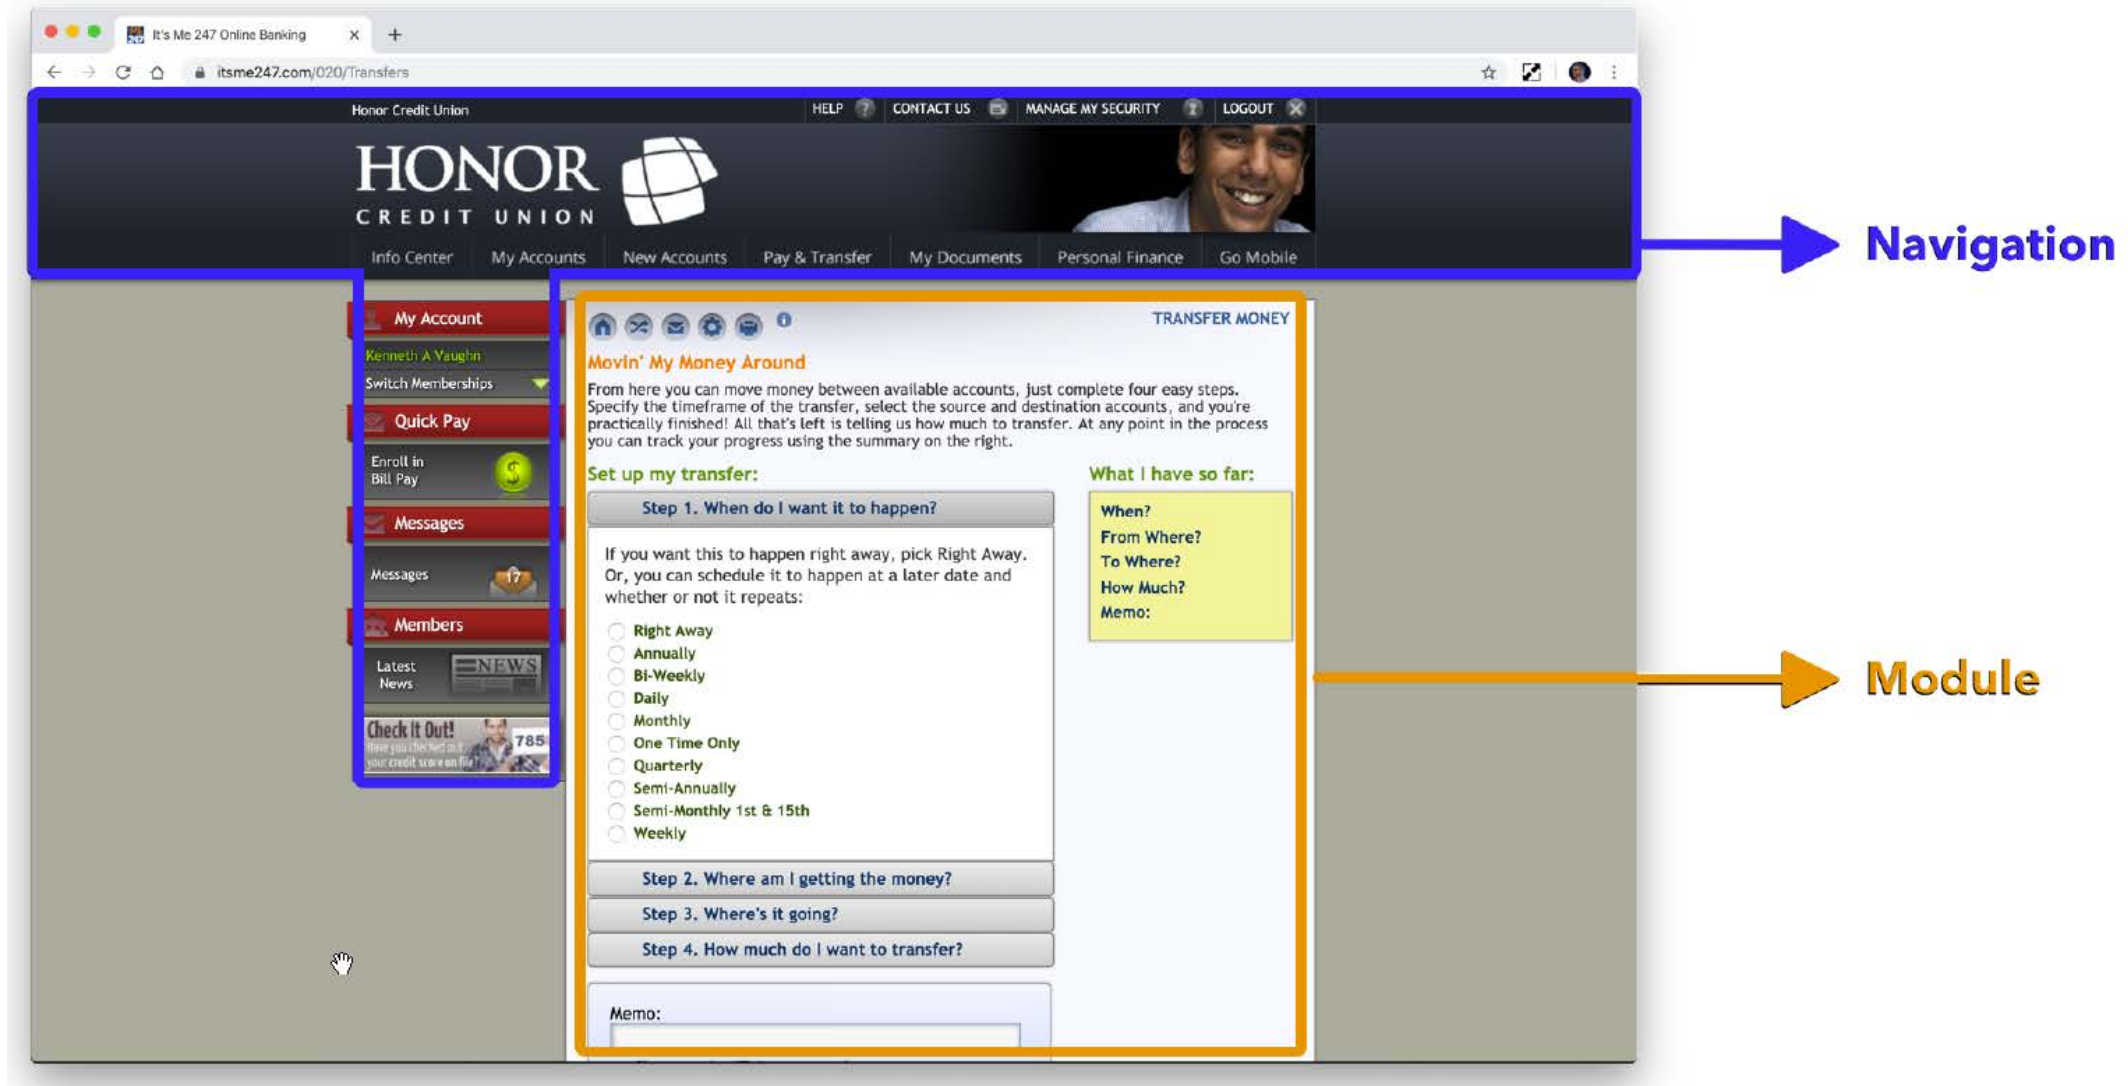 It's Me 247 Online Banking
itsme247.com/020/Transfers
Honor Credit Union
HELP ? CONTACT US MANAGE MY SECURITY LOGOUT
HONOR
CREDIT UNION
Info Center My Accounts New Accounts Pay & Transfer My Documents Personal Finance Go Mobile
Navigation
My Account
Kenneth A Vaughn
Switch Memberships
Quick Pay
Enroll in
Bill Pay
$
Messages
Messages
17
Members
Latest
News
NEWS
Check It Out!
Have you checked out
your credit score on file?
785
TRANSFER MONEY
Movin' My Money Around
From here you can move money between available accounts, just complete four easy steps.
Specify the timeframe of the transfer, select the source and destination accounts, and you're
practically finished! All that's left is telling us how much to transfer. At any point in the process
you can track your progress using the summary on the right.
Set up my transfer:
Step 1. When do I want it to happen?
If you want this to happen right away, pick Right Away.
Or, you can schedule it to happen at a later date and
whether or not it repeats:
Right Away
Annually
Bi-Weekly
Daily
Monthly
One Time Only
Quarterly
Semi-Annually
Semi-Monthly 1st & 15th
Weekly
Step 2. Where am I getting the money?
Step 3. Where's it going?
Step 4. How much do I want to transfer?
Memo:
What I have so far:
When?
From Where?
To Where?
How Much?
Memo:
Module